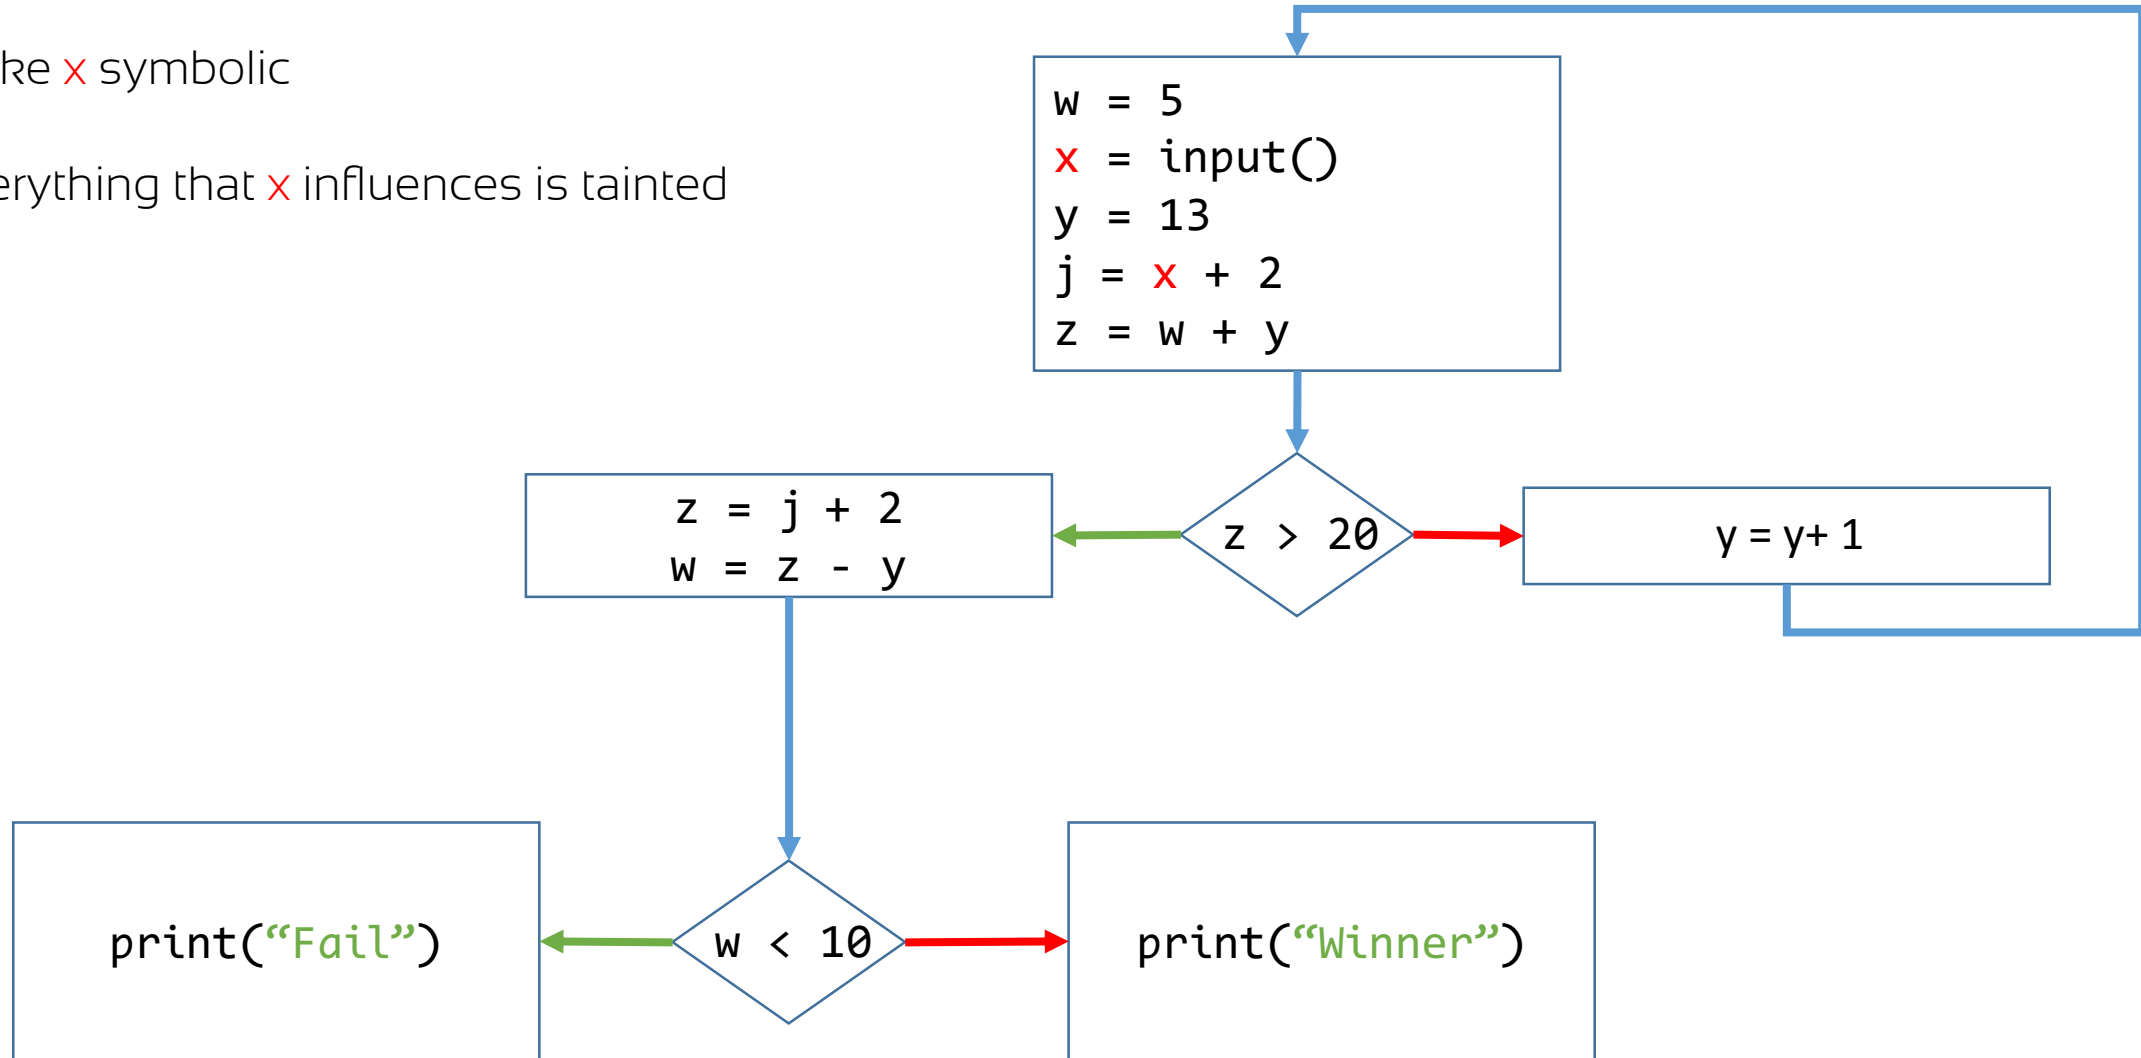 ke x symbolic
erything that x influences is tainted
w = 5
x = input()
y = 13
j = x + 2
z = w + y
z = j + 2
w = z - y
z > 20
y = y+ 1
print(“Fail”)
w < 10
print(“Winner”)